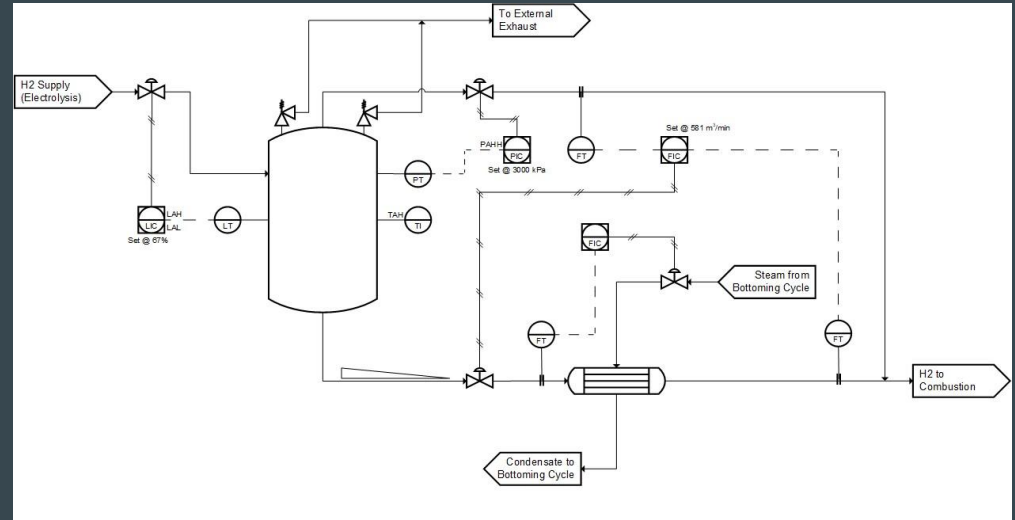 To External
Exhaust
H2 Supply
(Electrolysis)
Set @ 581 m³/min
PAHH
PIC
FT
FIC
Set @ 3000 kPa
PT
LAH
LIC
LAL
LT
TAH
TI
Set @ 67%
FIC
Steam from
Bottoming Cycle
FT
FT
H2 to
Combustion
Condensate to
Bottoming Cycle